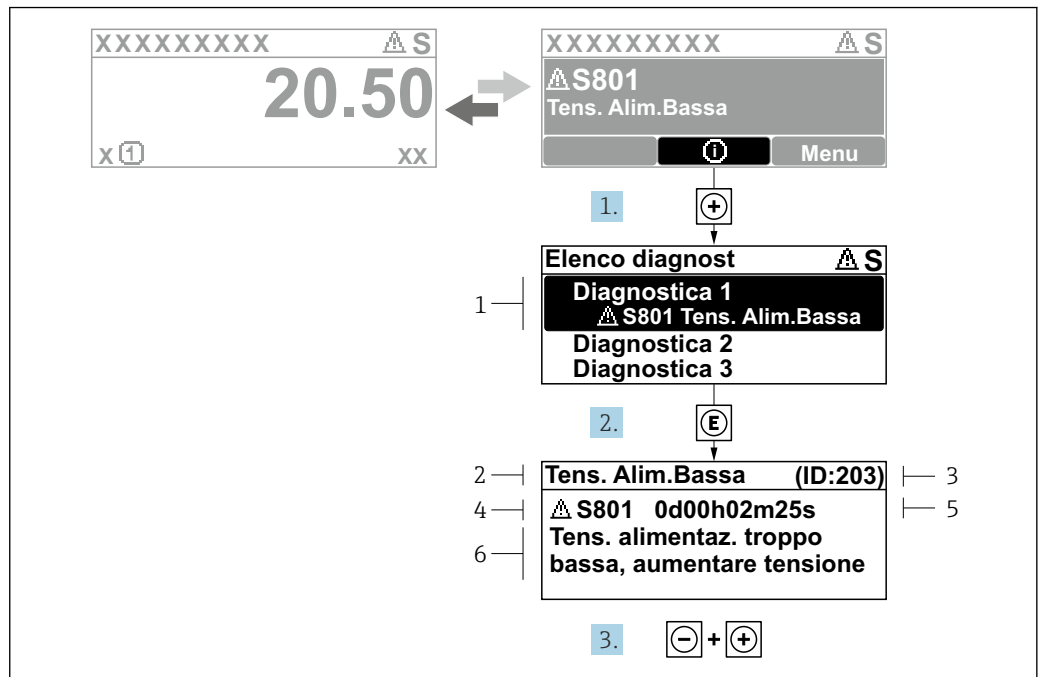 XXXXXXXXX ⚠ S
20.50
x 1 xx
XXXXXXXXX ⚠ S
⚠ S801
Tens. Alim.Bassa
i Menu
1. +
Elenco diagnost ⚠ S
1
Diagnostica 1
⚠ S801 Tens. Alim.Bassa
Diagnostica 2
Diagnostica 3
2. E
2 Tens. Alim.Bassa (ID:203) 3
4 ⚠ S801 0d00h02m25s 5
6
Tens. alimentaz. troppo
bassa, aumentare tensione
3. - + +